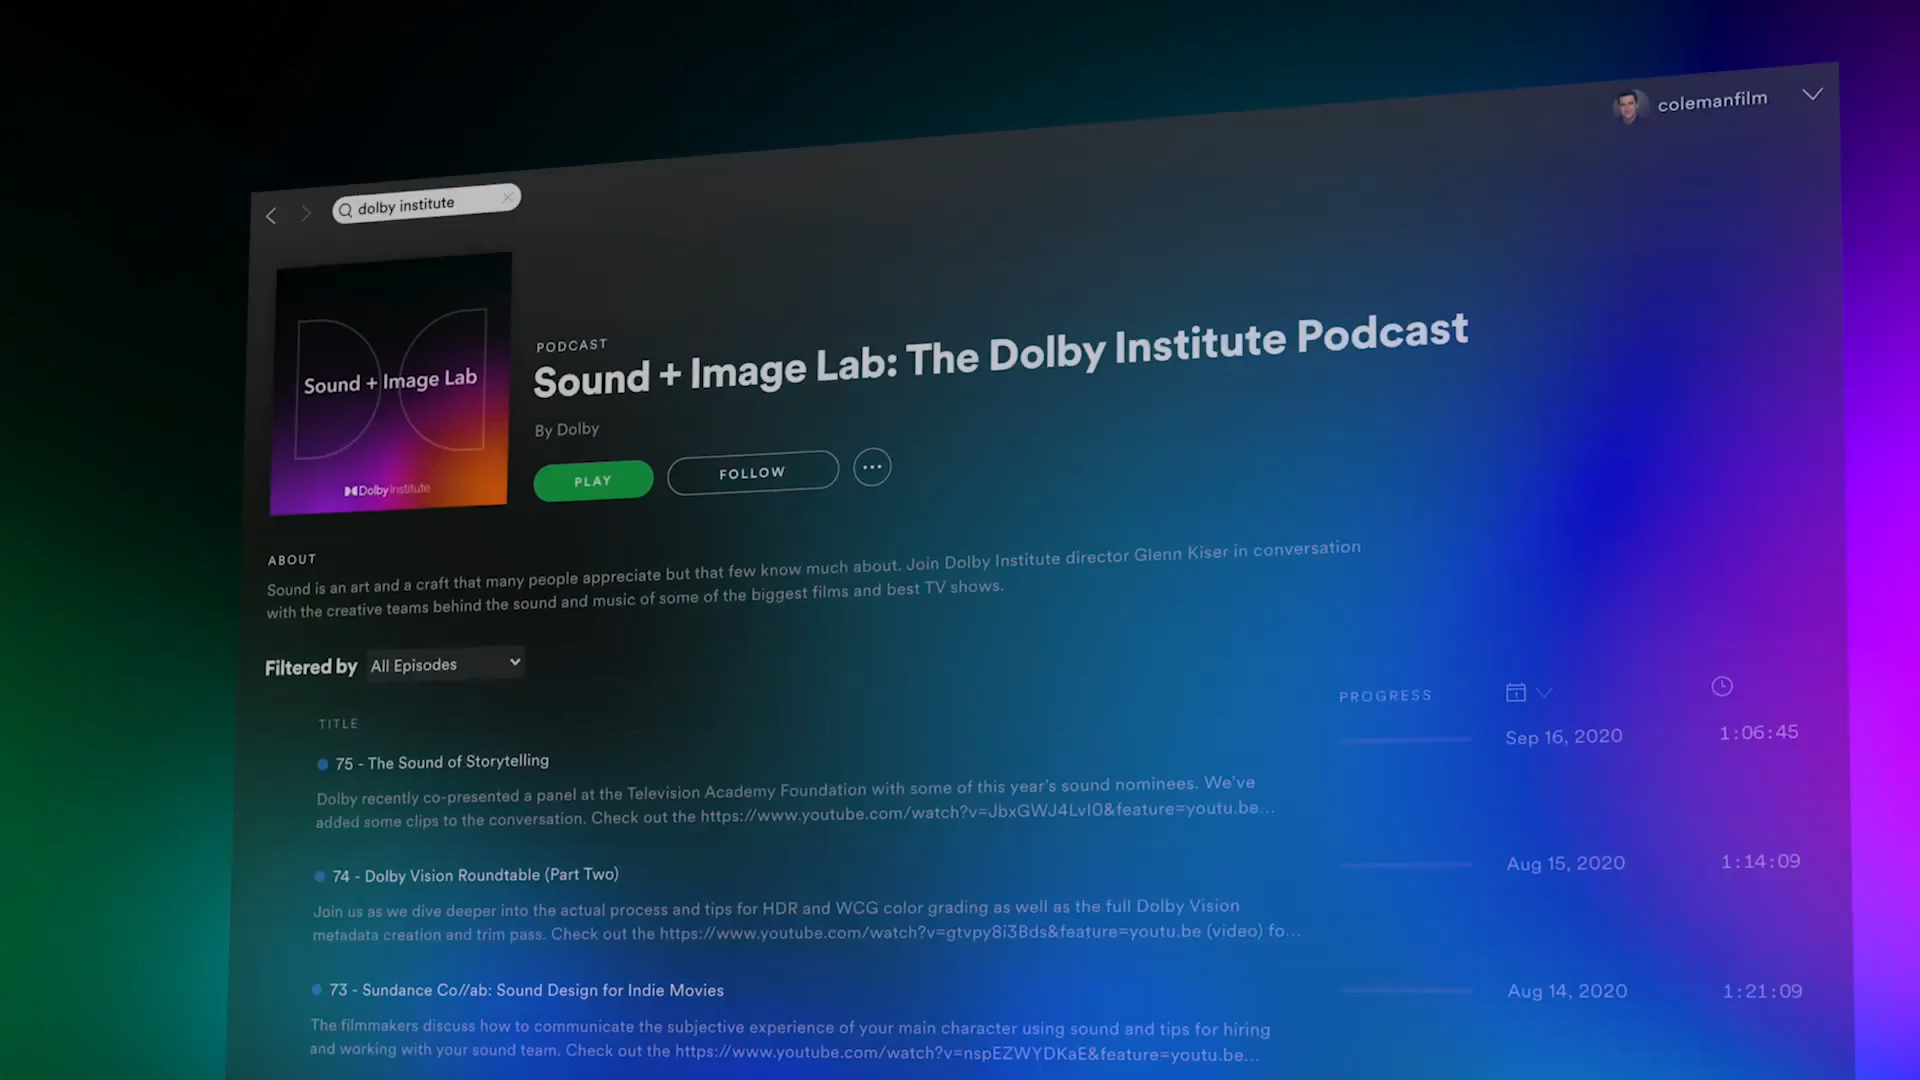 colemanfilm
dolby institute
Sound + Image Lab
Dolby Institute
PODCAST
Sound + Image Lab: The Dolby Institute Podcast
By Dolby
PLAY
FOLLOW
ABOUT
Sound is an art and a craft that many people appreciate but that few know much about. Join Dolby Institute director Glenn Kiser in conversation
with the creative teams behind the sound and music of some of the biggest films and best TV shows.
Filtered by All Episodes
TITLE PROGRESS
75 - The Sound of Storytelling Sep 16, 2020 1:06:45
Dolby recently co-presented a panel at the Television Academy Foundation with some of this year's sound nominees. We've
added some clips to the conversation. Check out the https://www.youtube.com/watch?v=JbxGWJ4LvI0&feature=youtu.be...
74 - Dolby Vision Roundtable (Part Two) Aug 15, 2020 1:14:09
Join us as we dive deeper into the actual process and tips for HDR and WCG color grading as well as the full Dolby Vision
metadata creation and trim pass. Check out the https://www.youtube.com/watch?v=gtvpy8i3Bds&feature=youtu.be (video) fo...
73 - Sundance Co//ab: Sound Design for Indie Movies Aug 14, 2020 1:21:09
The filmmakers discuss how to communicate the subjective experience of your main character using sound and tips for hiring
and working with your sound team. Check out the https://www.youtube.com/watch?v=nspEZWYDKaE&feature=youtu.be...